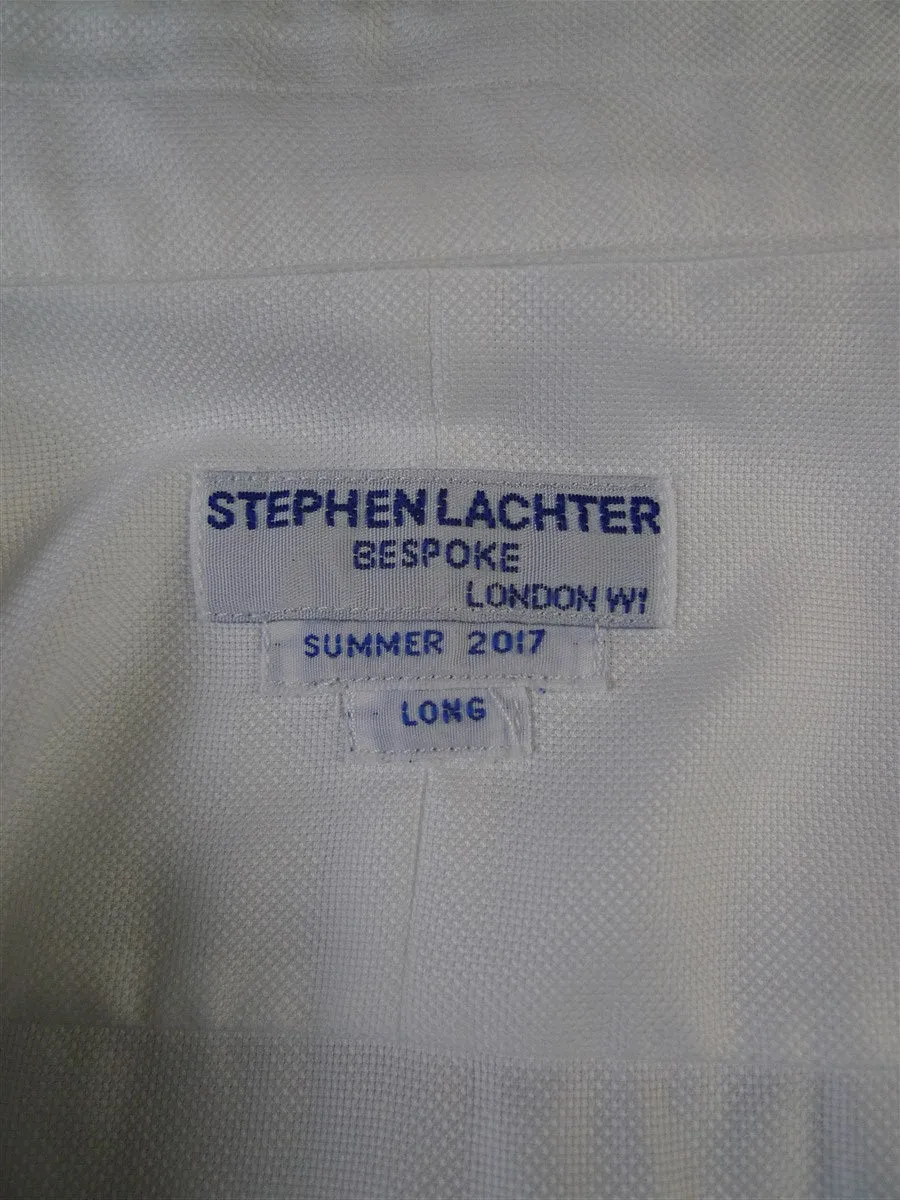 STEPHEN LACHTER
BESPOKE
LONDON W1
SUMMER 2017
LONG